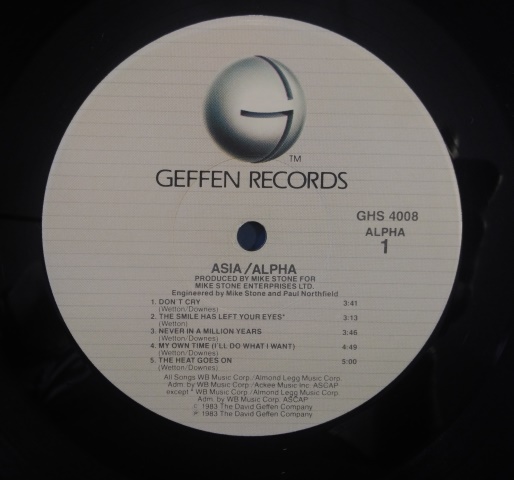 G
TM
GEFFEN RECORDS
GHS 4008
ALPHA
1
ASIA/ALPHA
PRODUCED BY MIKE STONE FOR
MIKE STONE ENTERPRISES LTD.
Engineered by Mike Stone and Paul Northfield
1. DON'T CRY 3:41
(Wetton/Downes)
2. THE SMILE HAS LEFT YOUR EYES* 3:13
(Wetton)
3. NEVER IN A MILLION YEARS 3:46
(Wetton/Downes)
4. MY OWN TIME (I'LL DO WHAT I WANT) 4:49
(Wetton/Downes)
5. THE HEAT GOES ON 5:00
(Wetton/Downes)
All Songs WB Music Corp./Almond Legg Music Corp.
Adm. by WB Music Corp./Ackee Music Inc. ASCAP
except * WB Music Corp./Almond Legg Music Corp.
Adm. by WB Music Corp. ASCAP
© 1983 The David Geffen Company
℗ 1983 The David Geffen Company